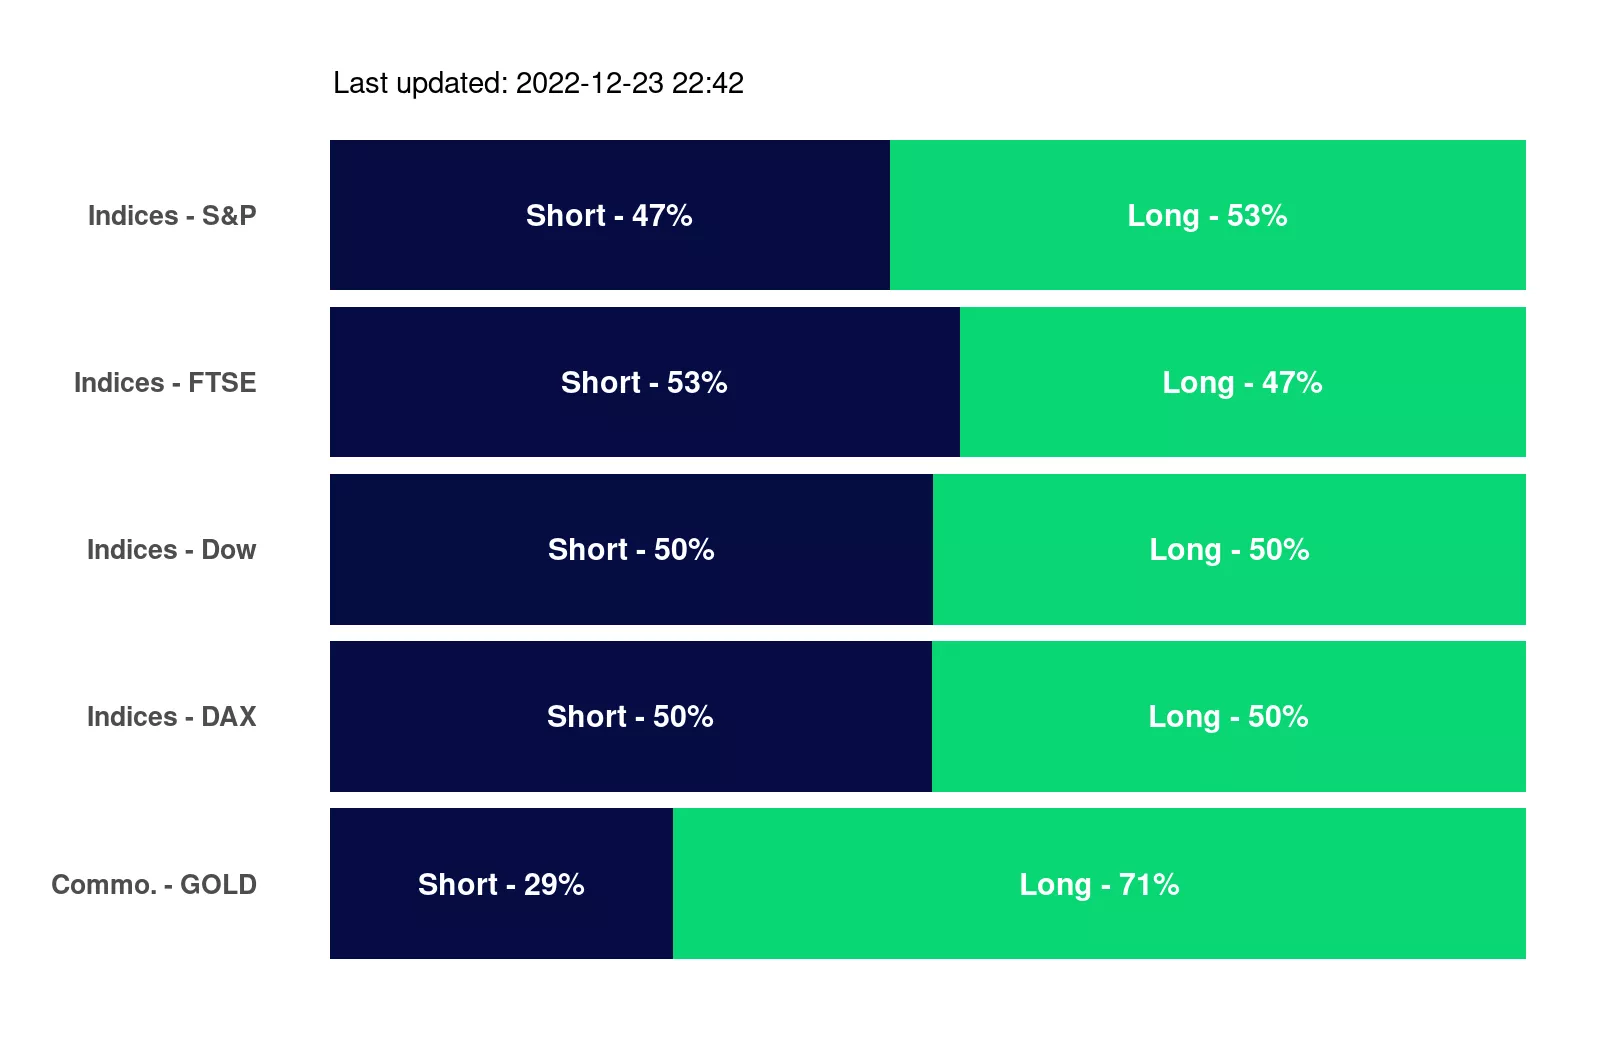 Last updated: 2022-12-23 22:42
Indices - S&P Short - 47% Long - 53%
Indices - FTSE Short - 53% Long - 47%
Indices - Dow Short - 50% Long - 50%
Indices - DAX Short - 50% Long - 50%
Commo. - GOLD Short - 29% Long - 71%